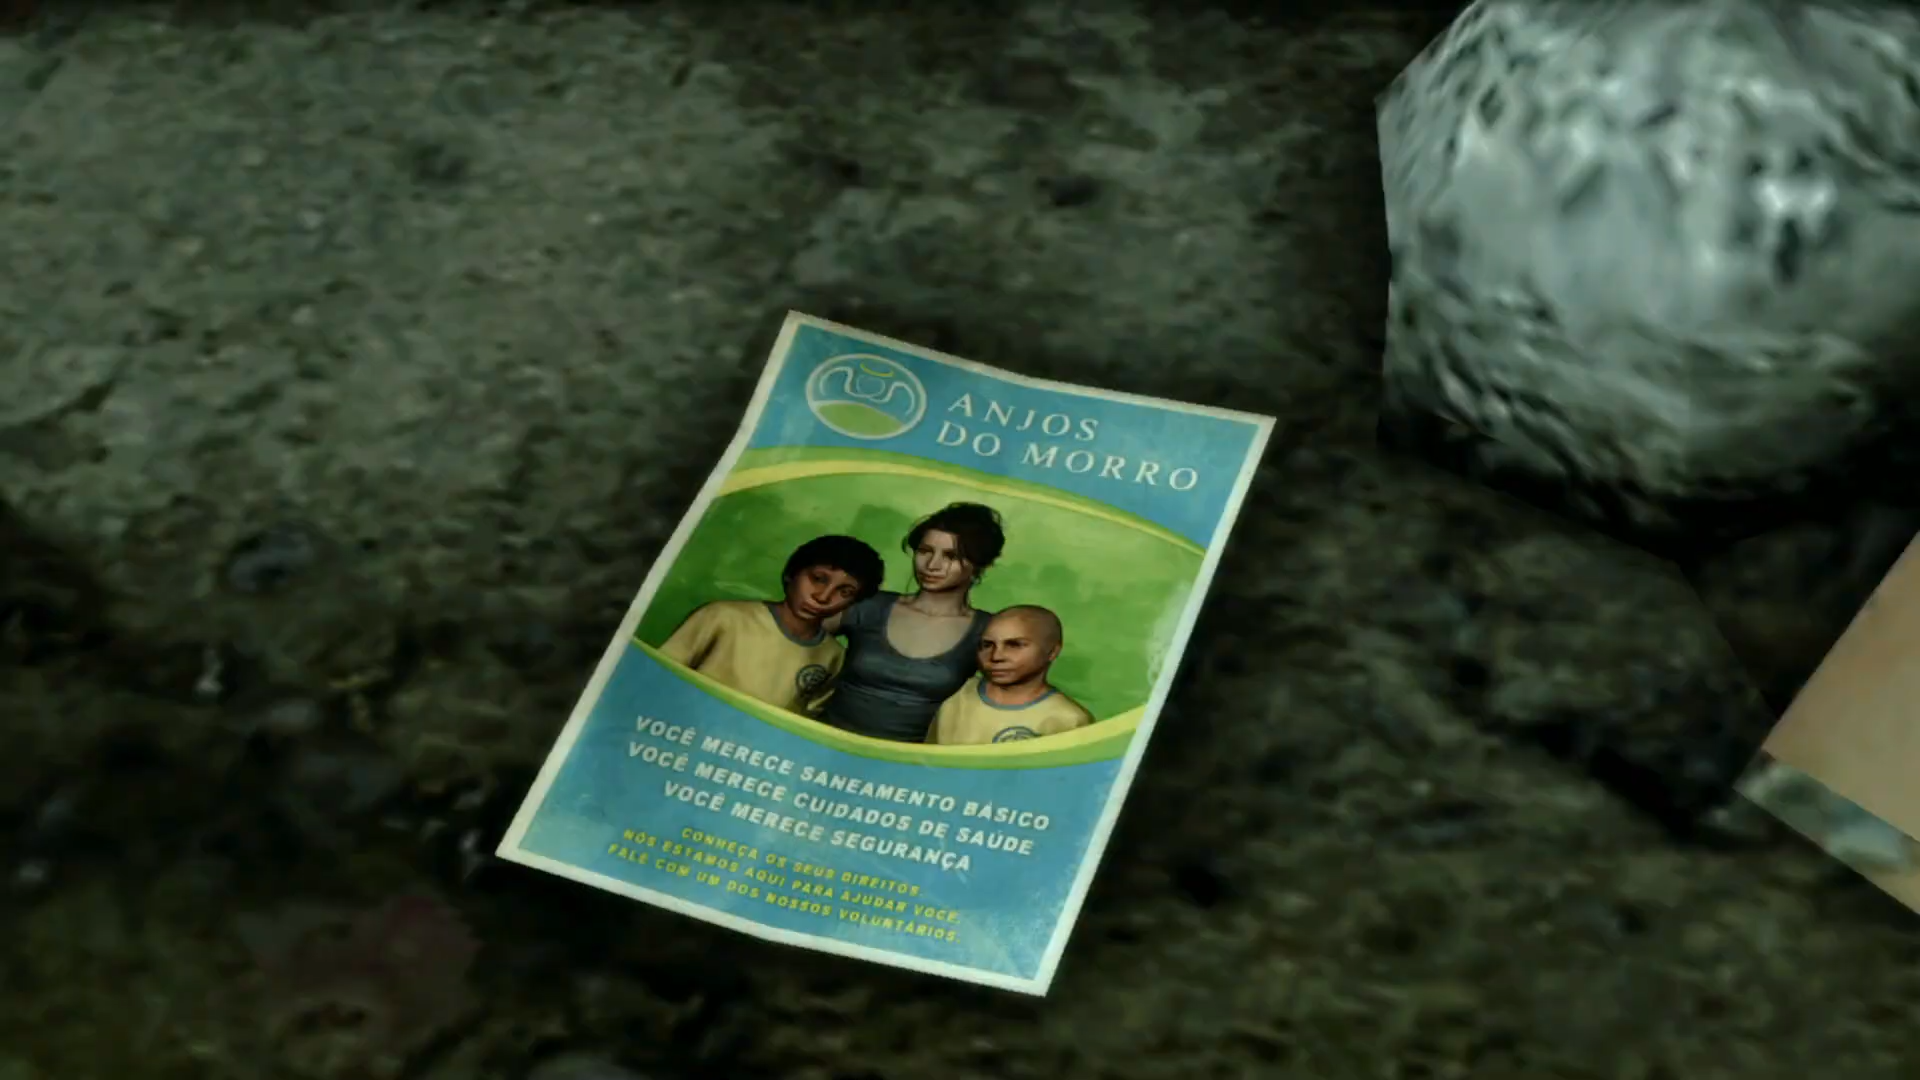 ANJOS
DO MORRO
VOCÊ MERECE SANEAMENTO BÁSICO
VOCÊ MERECE CUIDADOS DE SAÚDE
VOCÊ MERECE SEGURANÇA
CONHEÇA OS SEUS DIREITOS.
NÓS ESTAMOS AQUI PARA AJUDAR VOCÊ.
FALE COM UM DOS NOSSOS VOLUNTÁRIOS.